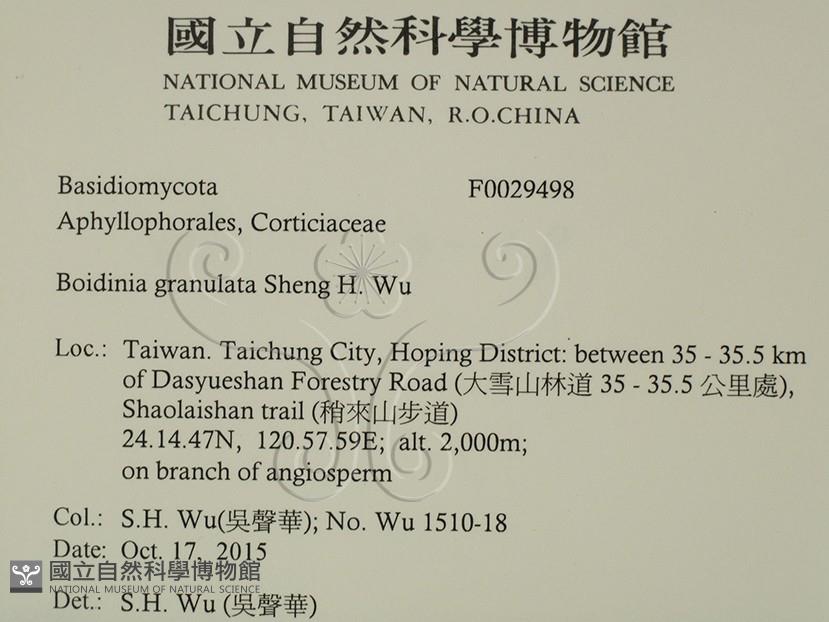 國立自然科學博物館
NATIONAL MUSEUM OF NATURAL SCIENCE
TAICHUNG, TAIWAN, R.O.CHINA
Basidiomycota F0029498
Aphyllophorales, Corticiaceae
Boidinia granulata Sheng H. Wu
Loc.: Taiwan. Taichung City, Hoping District: between 35 - 35.5 km
of Dasyueshan Forestry Road (大雪山林道 35 - 35.5 公里處),
Shaolaishan trail (稍來山步道)
24.14.47N, 120.57.59E; alt. 2,000m;
on branch of angiosperm
Col.: S.H. Wu(吳聲華); No. Wu 1510-18
Date: Oct. 17, 2015
國立自然科學博物館
NATIONAL MUSEUM OF NATURAL SCIENCE
Det.: S.H. Wu (吳聲華)